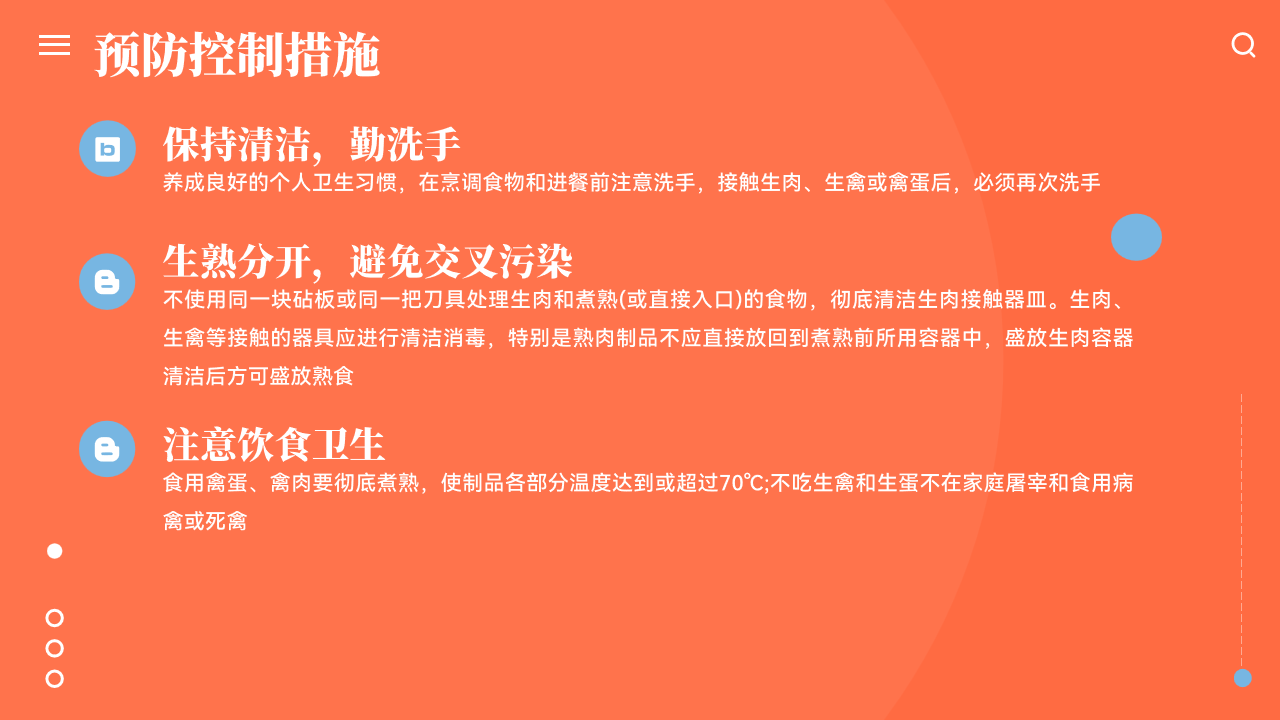 预防控制措施
保持清洁，勤洗手
养成良好的个人卫生习惯，在烹调食物和进餐前注意洗手，接触生肉、生禽或禽蛋后，必须再次洗手
生熟分开，避免交叉污染
不使用同一块砧板或同一把刀具处理生肉和煮熟(或直接入口)的食物，彻底清洁生肉接触器皿。生肉、
生禽等接触的器具应进行清洁消毒，特别是熟肉制品不应直接放回到煮熟前所用容器中，盛放生肉容器
清洁后方可盛放熟食
注意饮食卫生
食用禽蛋、禽肉要彻底煮熟，使制品各部分温度达到或超过70℃;不吃生禽和生蛋不在家庭屠宰和食用病
禽或死禽